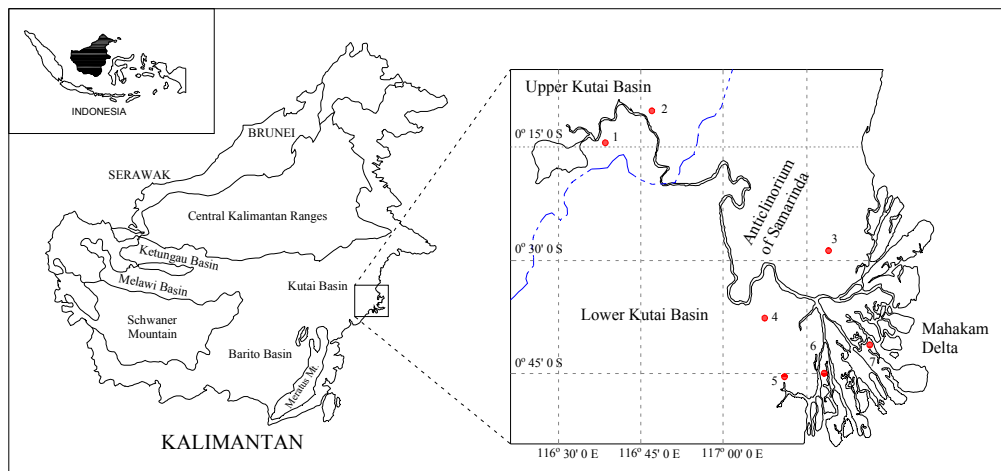 INDONESIA
BRUNEI
SERAWAK
Central Kalimantan Ranges
Ketungau Basin
Melawi Basin
Kutai Basin
Schwaner
Mountain
Barito Basin
Meratus Mt.
KALIMANTAN
Upper Kutai Basin
2
1
0° 15' 0 S
Anticlinorium
of Samarinda
3
0° 30' 0 S
Lower Kutai Basin
4
Mahakam
Delta
6
7
0° 45' 0 S
5
116° 30' 0 E
116° 45' 0 E
117° 00' 0 E